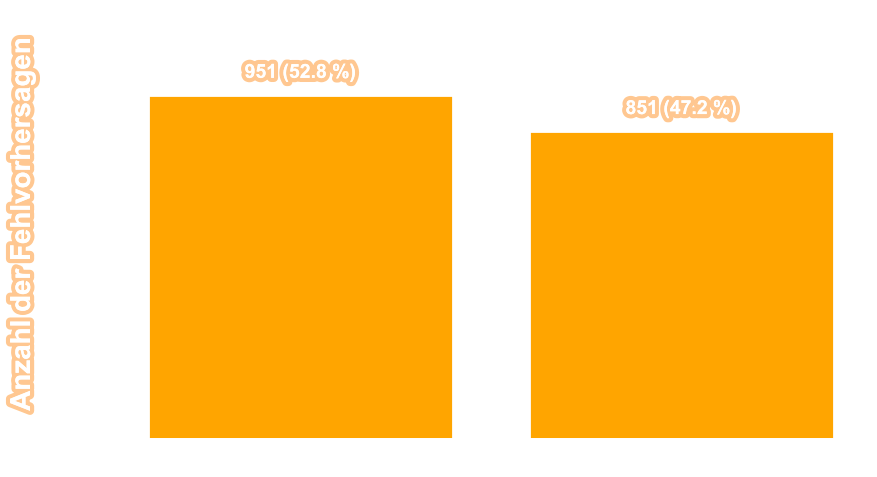 Anzahl der Fehlvorhersagen
951 (52.8 %)
851 (47.2 %)